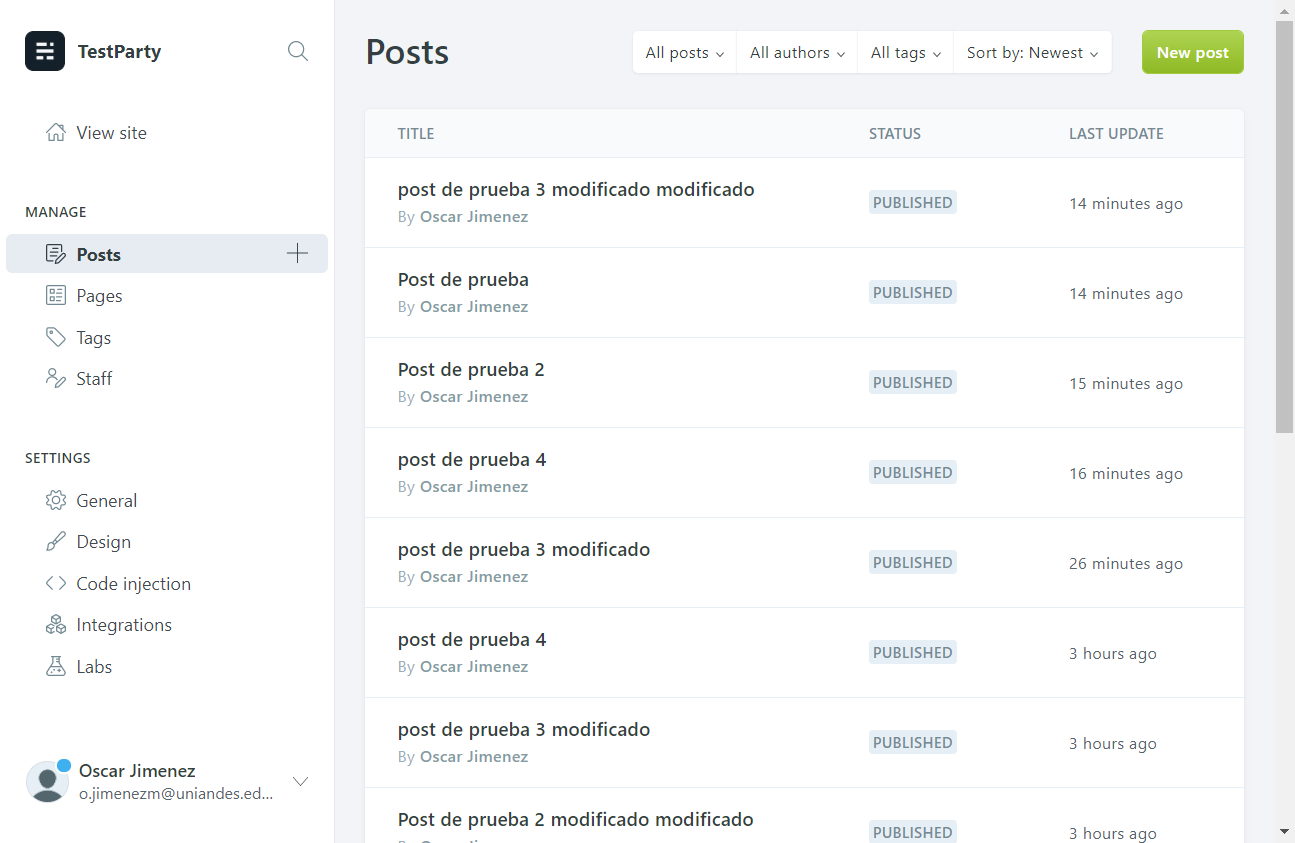 TestParty
View site
MANAGE
Posts
Pages
Tags
Staff
SETTINGS
General
Design
Code injection
Integrations
Labs
Oscar Jimenez
o.jimenezm@uniandes.ed...
Posts
All posts All authors All tags Sort by: Newest
New post
TITLE STATUS LAST UPDATE
post de prueba 3 modificado modificado
By Oscar Jimenez
PUBLISHED
14 minutes ago
Post de prueba
By Oscar Jimenez
PUBLISHED
14 minutes ago
Post de prueba 2
By Oscar Jimenez
PUBLISHED
15 minutes ago
post de prueba 4
By Oscar Jimenez
PUBLISHED
16 minutes ago
post de prueba 3 modificado
By Oscar Jimenez
PUBLISHED
26 minutes ago
post de prueba 4
By Oscar Jimenez
PUBLISHED
3 hours ago
post de prueba 3 modificado
By Oscar Jimenez
PUBLISHED
3 hours ago
Post de prueba 2 modificado modificado
PUBLISHED
3 hours ago